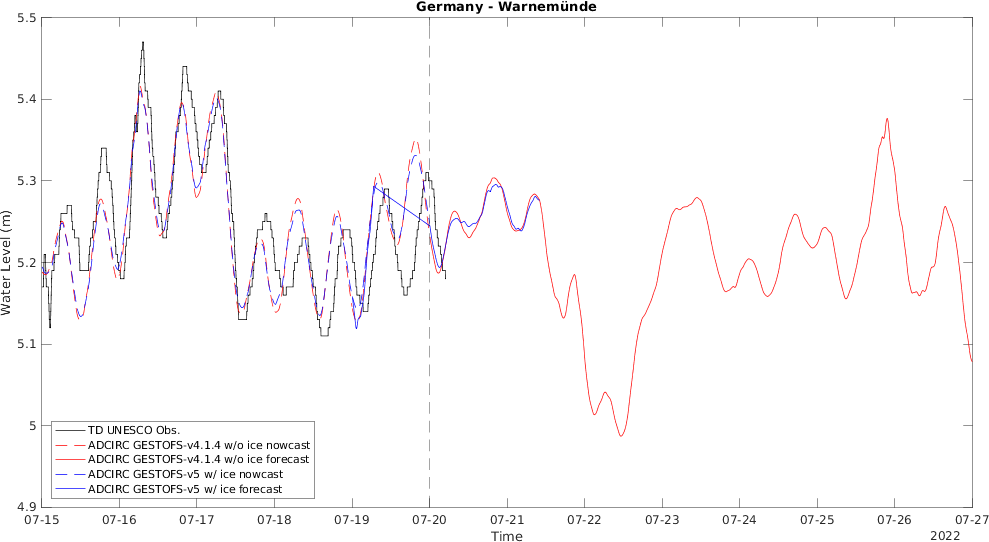 Germany - Warnemünde
5.5
5.4
5.3
5.2
5.1
5
4.9
Water Level (m)
TD UNESCO Obs.
ADCIRC GESTOFS-v4.1.4 w/o ice nowcast
ADCIRC GESTOFS-v4.1.4 w/o ice forecast
ADCIRC GESTOFS-v5 w/ ice nowcast
ADCIRC GESTOFS-v5 w/ ice forecast
07-15 07-16 07-17 07-18 07-19 07-20 07-21 07-22 07-23 07-24 07-25 07-26 07-27
Time
2022